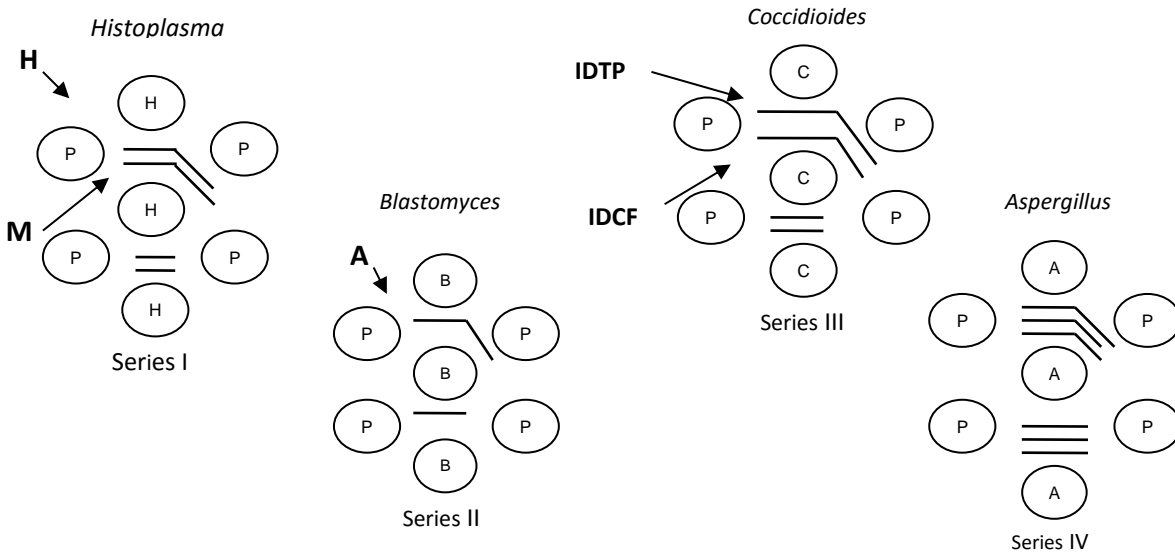 Histoplasma
H
H
P
P
H
M
P
P
H
Series I
Blastomyces
A
B
P
P
B
P
P
B
Series II
Coccidioides
IDTP
C
P
P
C
IDCF
P
P
C
Series III
Aspergillus
A
P
P
A
P
P
A
Series IV